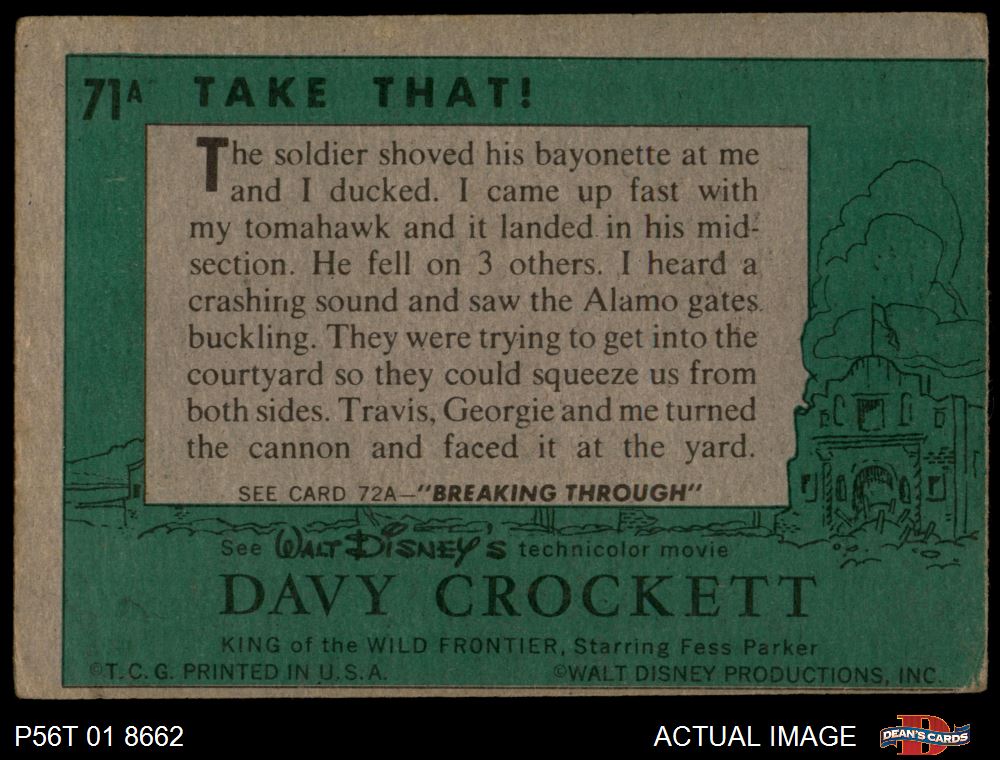 71A TAKE THAT!
The soldier shoved his bayonette at me
and I ducked. I came up fast with
my tomahawk and it landed in his mid-
section. He fell on 3 others. I heard a
crashing sound and saw the Alamo gates
buckling. They were trying to get into the
courtyard so they could squeeze us from
both sides. Travis, Georgie and me turned
the cannon and faced it at the yard.
SEE CARD 72A—"BREAKING THROUGH"
See WALT DISNEY'S technicolor movie
DAVY CROCKETT
KING of the WILD FRONTIER, Starring Fess Parker
©T.C.G. PRINTED IN U.S.A. ©WALT DISNEY PRODUCTIONS, INC.
P56T 01 8662 ACTUAL IMAGE DEAN'S CARDS